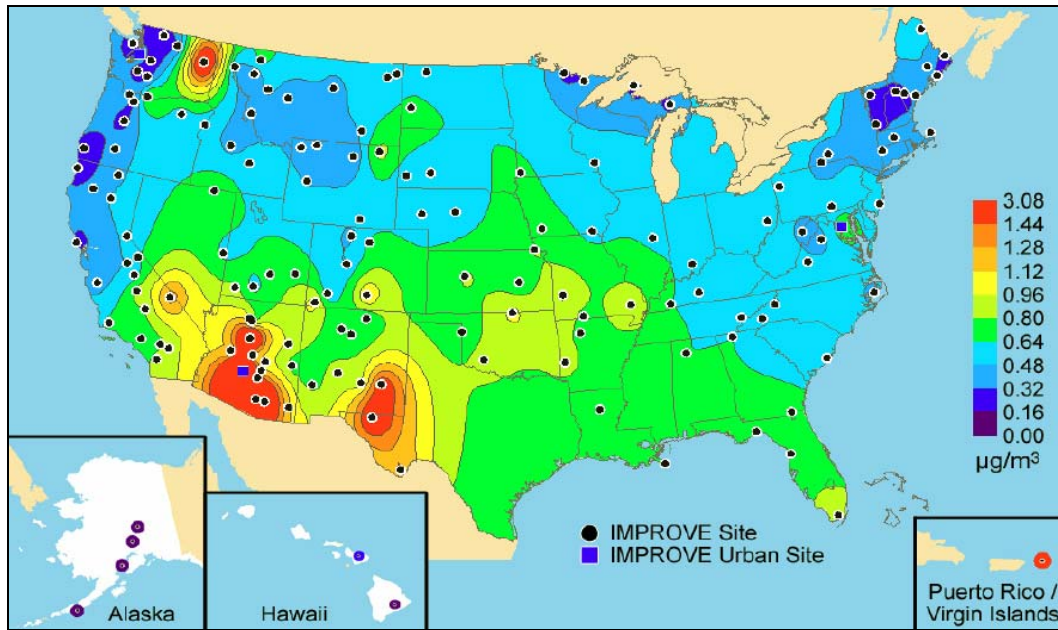 3.08
1.44
1.28
1.12
0.96
0.80
0.64
0.48
0.32
0.16
0.00
µg/m³
IMPROVE Site
IMPROVE Urban Site
Alaska
Hawaii
Puerto Rico /
Virgin Islands